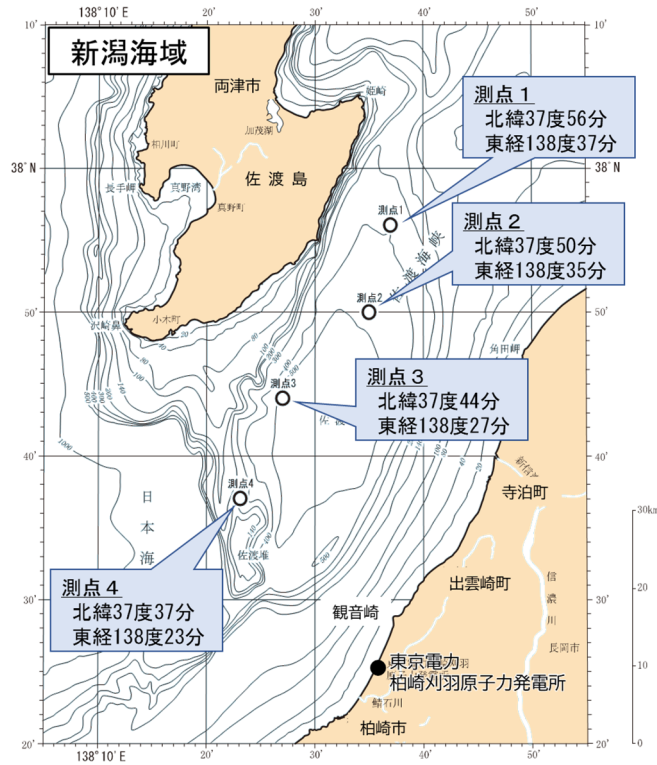 138°10′E
20′
30′
40′
50′
10′
10′
新潟海域
両津市
姫崎
加茂湖
相川町
佐渡島
38°
38°N
長手岬
真野湾
真野町
測点1
測点１
北緯37度56分
東経138度37分
測点２
北緯37度50分
東経138度35分
佐渡海峡
測点2
小木町
沢崎鼻
50′
50′
角田岬
測点３
北緯37度44分
東経138度27分
測点3
佐渡
40′
40′
測点4
日本海
佐渡堆
寺泊町
30km
20
10
0
測点４
北緯37度37分
東経138度23分
出雲崎町
信濃川
長岡市
30′
30′
観音崎
東京電力
柏崎刈羽原子力発電所
鯖石川
柏崎市
20′
20′
138°10′E
20′
30′
40′
50′